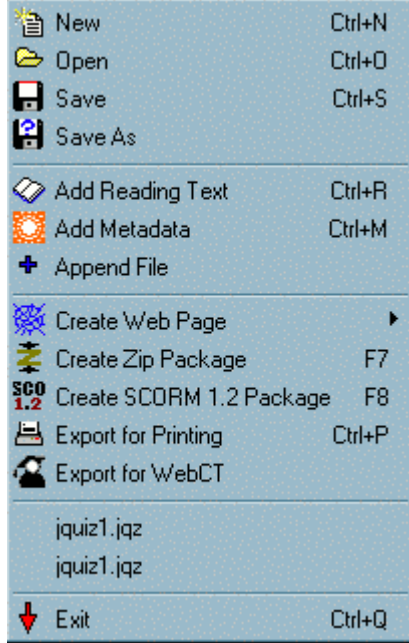 New Ctrl+N
Open Ctrl+O
Save Ctrl+S
Save As
Add Reading Text Ctrl+R
Add Metadata Ctrl+M
Append File
Create Web Page
Create Zip Package F7
SCO 1.2 Create SCORM 1.2 Package F8
Export for Printing Ctrl+P
Export for WebCT
jquiz1.jqz
jquiz1.jqz
Exit Ctrl+Q